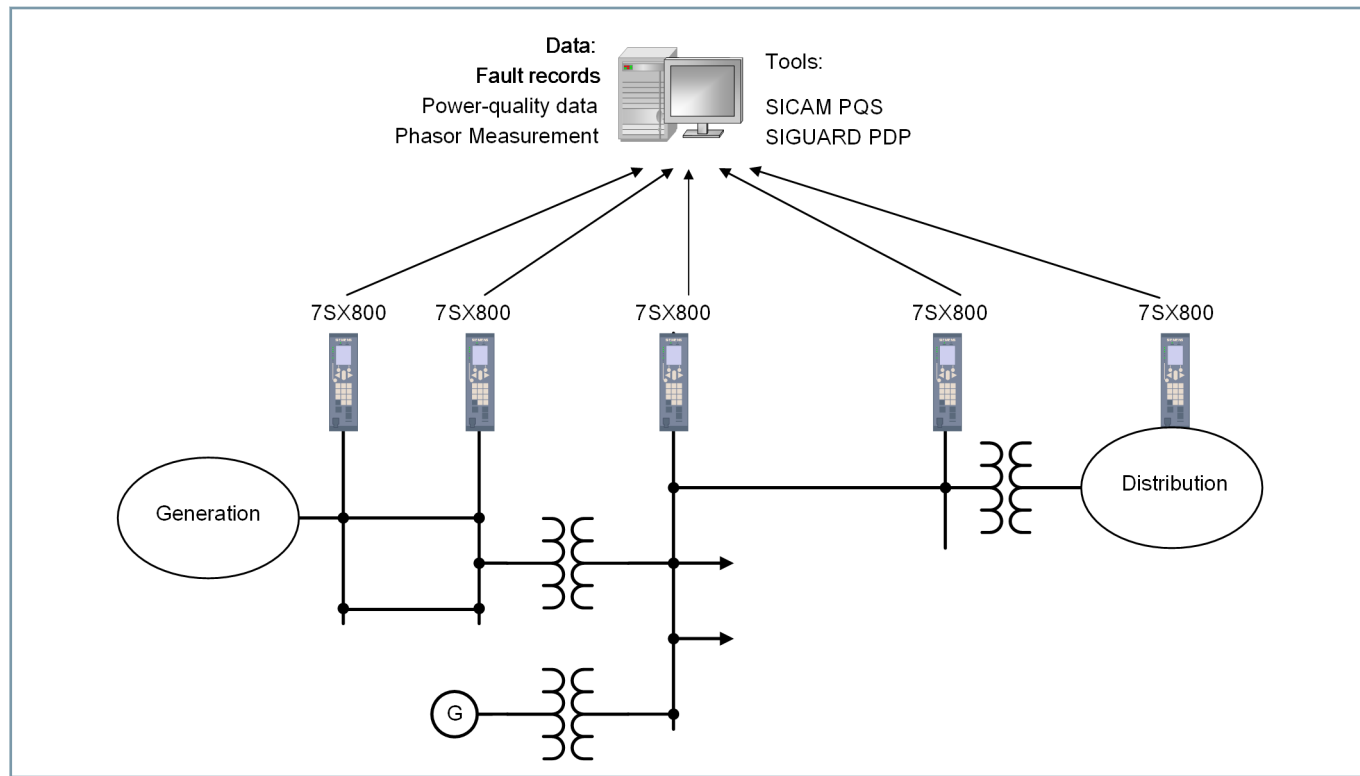 Data:
Fault records
Power-quality data
Phasor Measurement
Tools:
SICAM PQS
SIGUARD PDP
7SX800
7SX800
7SX800
7SX800
7SX800
Generation
Distribution
G